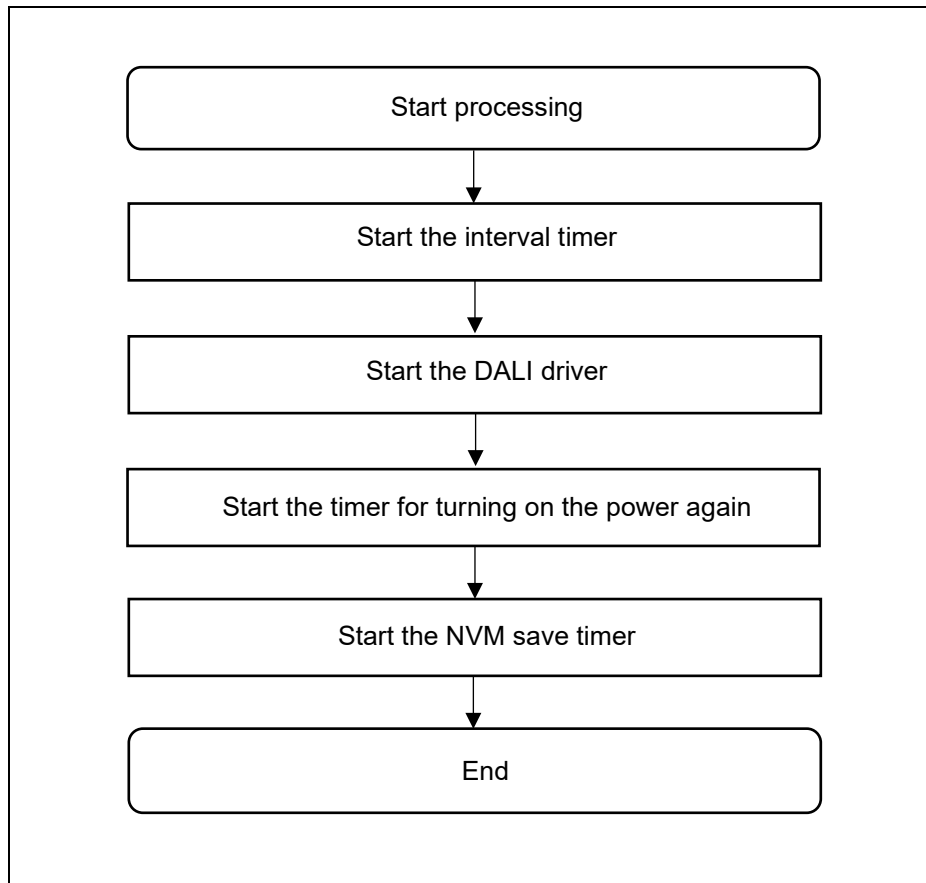 Start processing
Start the interval timer
Start the DALI driver
Start the timer for turning on the power again
Start the NVM save timer
End